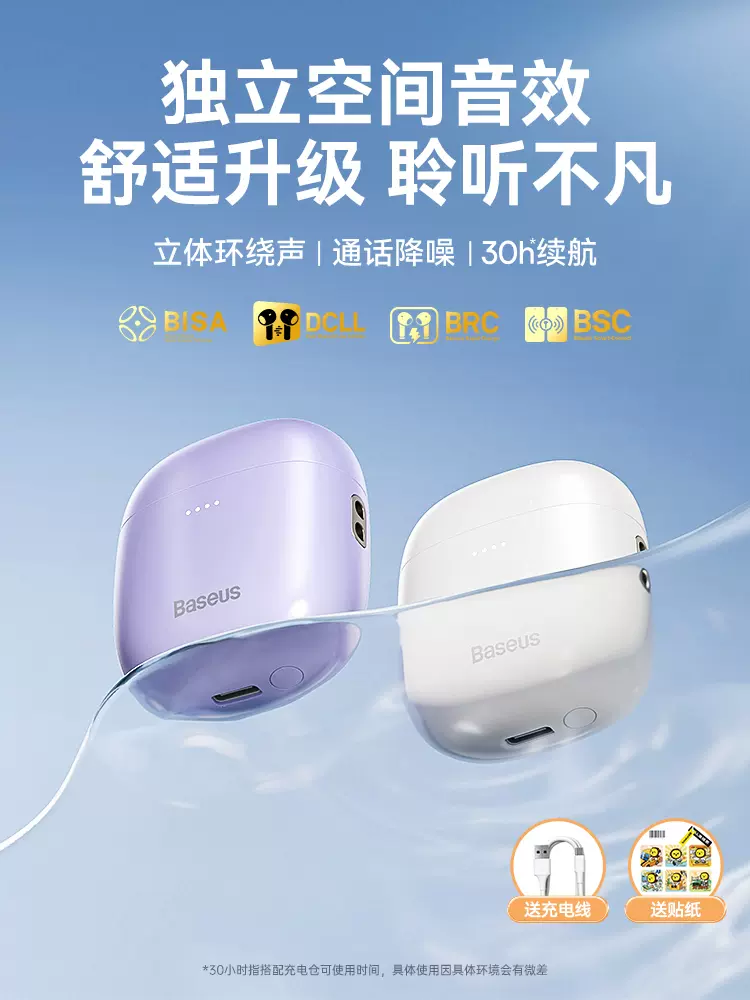 独立空间音效
舒适升级 聆听不凡
立体环绕声 | 通话降噪 | 30h*续航
BISA DCLL BRC BSC
Baseus
Baseus
送充电线 送贴纸
*30小时指搭配充电仓可使用时间，具体使用因具体环境会有微差